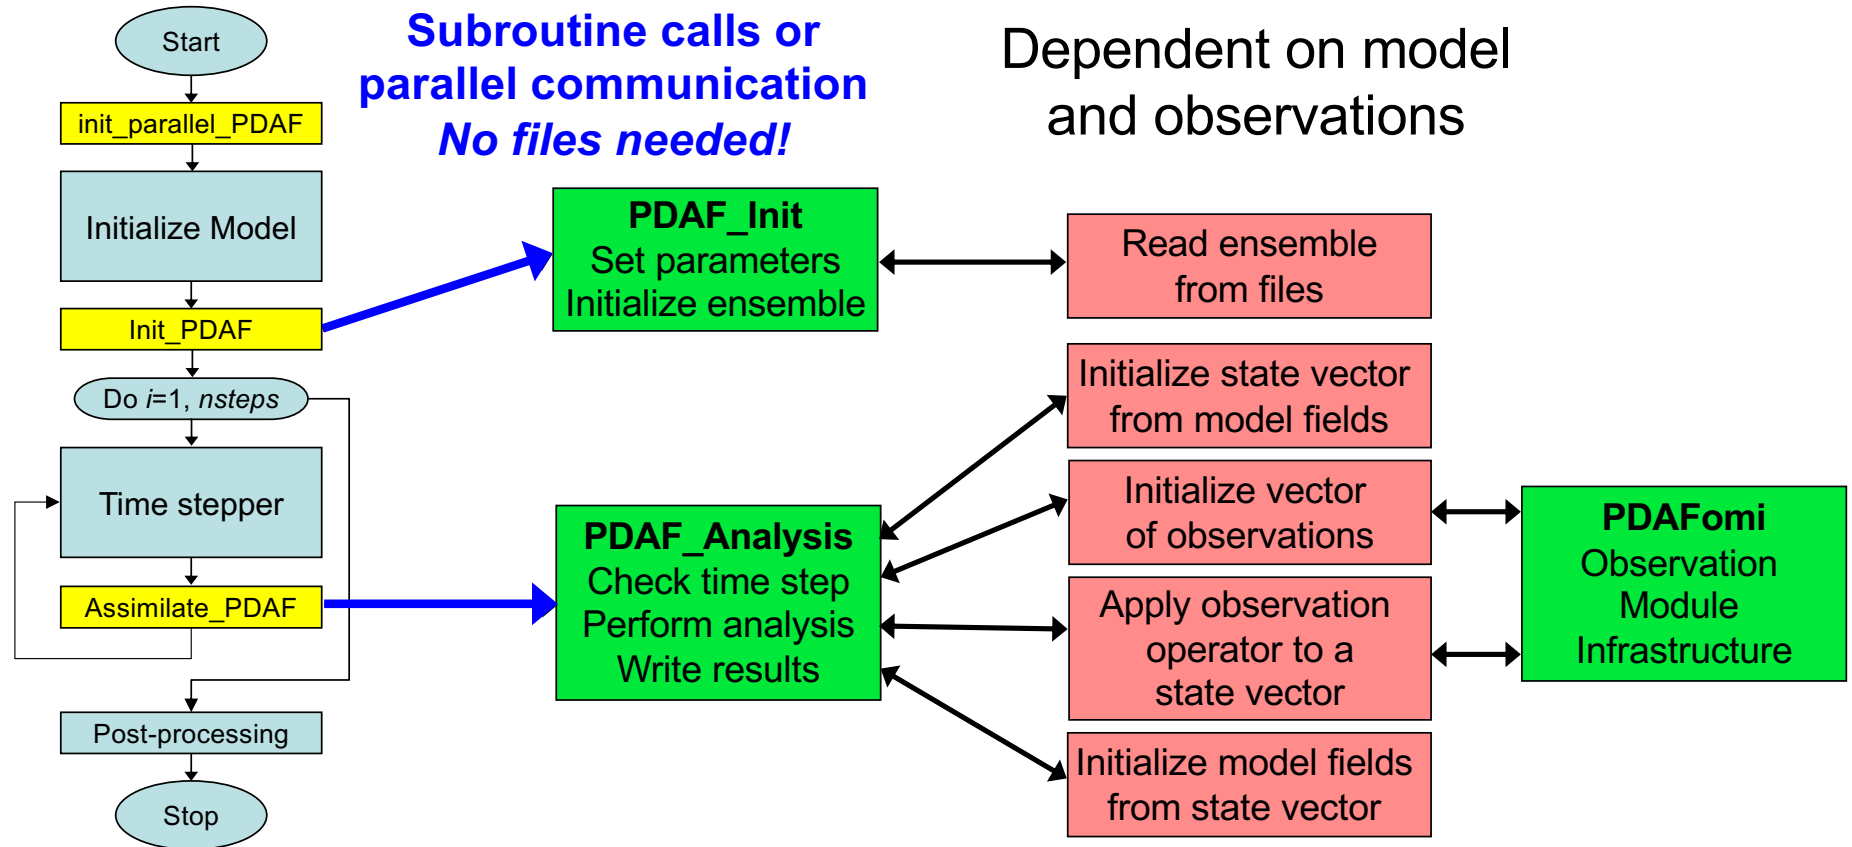 Start
init_parallel_PDAF
Initialize Model
Init_PDAF
Do i=1, nsteps
Time stepper
Assimilate_PDAF
Post-processing
Stop
Subroutine calls or
parallel communication
No files needed!
PDAF_Init
Set parameters
Initialize ensemble
PDAF_Analysis
Check time step
Perform analysis
Write results
Dependent on model
and observations
Read ensemble
from files
Initialize state vector
from model fields
Initialize vector
of observations
Apply observation
operator to a
state vector
Initialize model fields
from state vector
PDAFomi
Observation
Module
Infrastructure